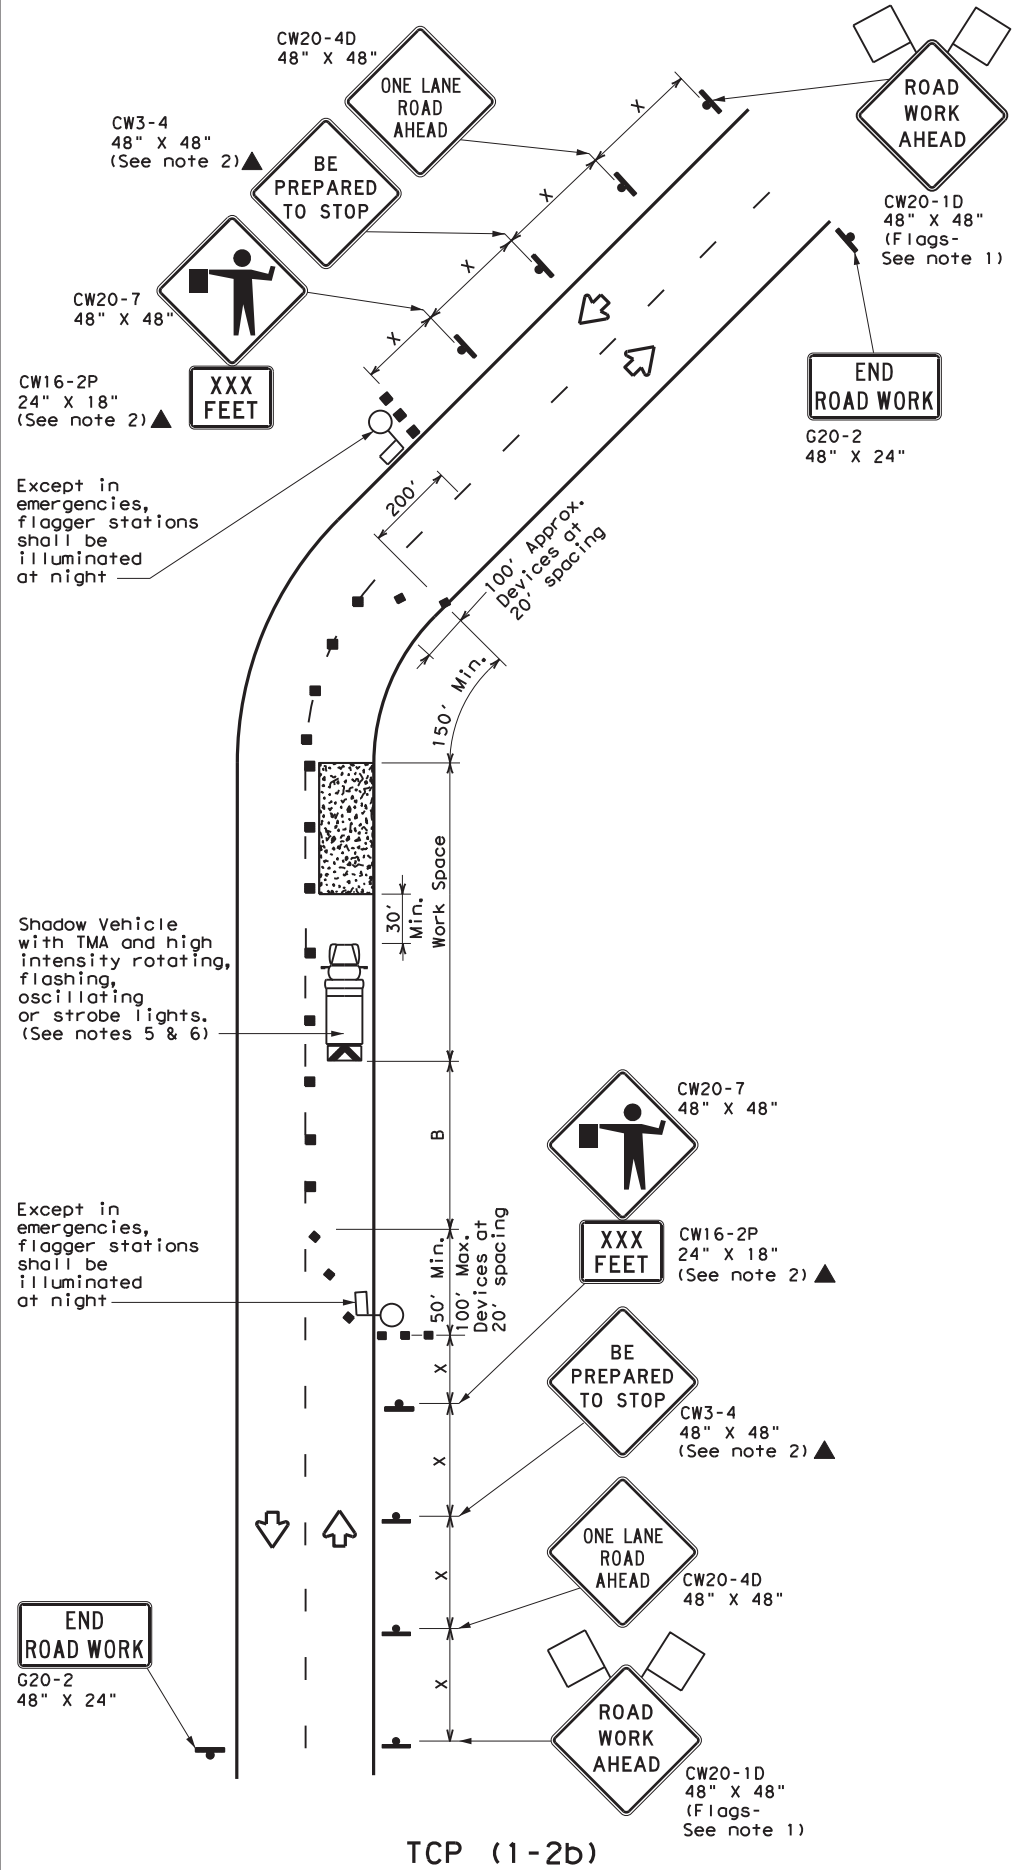 CW20-4D
48" X 48"
ONE LANE
ROAD
AHEAD
ROAD
WORK
AHEAD
CW20-1D
48" X 48"
(Flags-
See note 1)
CW3-4
48" X 48"
(See note 2)
BE
PREPARED
TO STOP
X
X
X
X
CW20-7
48" X 48"
CW16-2P
24" X 18"
(See note 2)
XXX
FEET
END
ROAD WORK
G20-2
48" X 24"
Except in
emergencies,
flagger stations
shall be
illuminated
at night
200'
100' Approx.
Devices at
20' spacing
150' Min.
Work Space
30'
Min.
Shadow Vehicle
with TMA and high
intensity rotating,
flashing,
oscillating
or strobe lights.
(See notes 5 & 6)
B
CW20-7
48" X 48"
XXX
FEET
CW16-2P
24" X 18"
(See note 2)
Except in
emergencies,
flagger stations
shall be
illuminated
at night
50' Min.
100' Max.
Devices at
20' spacing
X
X
X
X
BE
PREPARED
TO STOP
CW3-4
48" X 48"
(See note 2)
ONE LANE
ROAD
AHEAD
CW20-4D
48" X 48"
END
ROAD WORK
G20-2
48" X 24"
ROAD
WORK
AHEAD
CW20-1D
48" X 48"
(Flags-
See note 1)
TCP (1-2b)